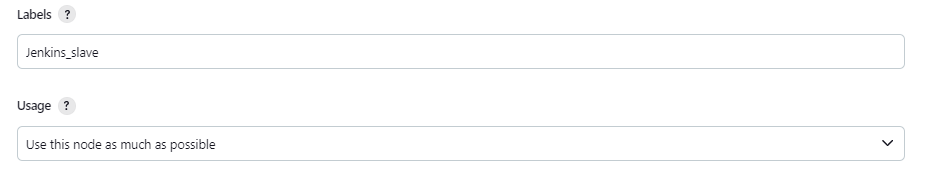 Labels ?
Jenkins_slave
Usage ?
Use this node as much as possible